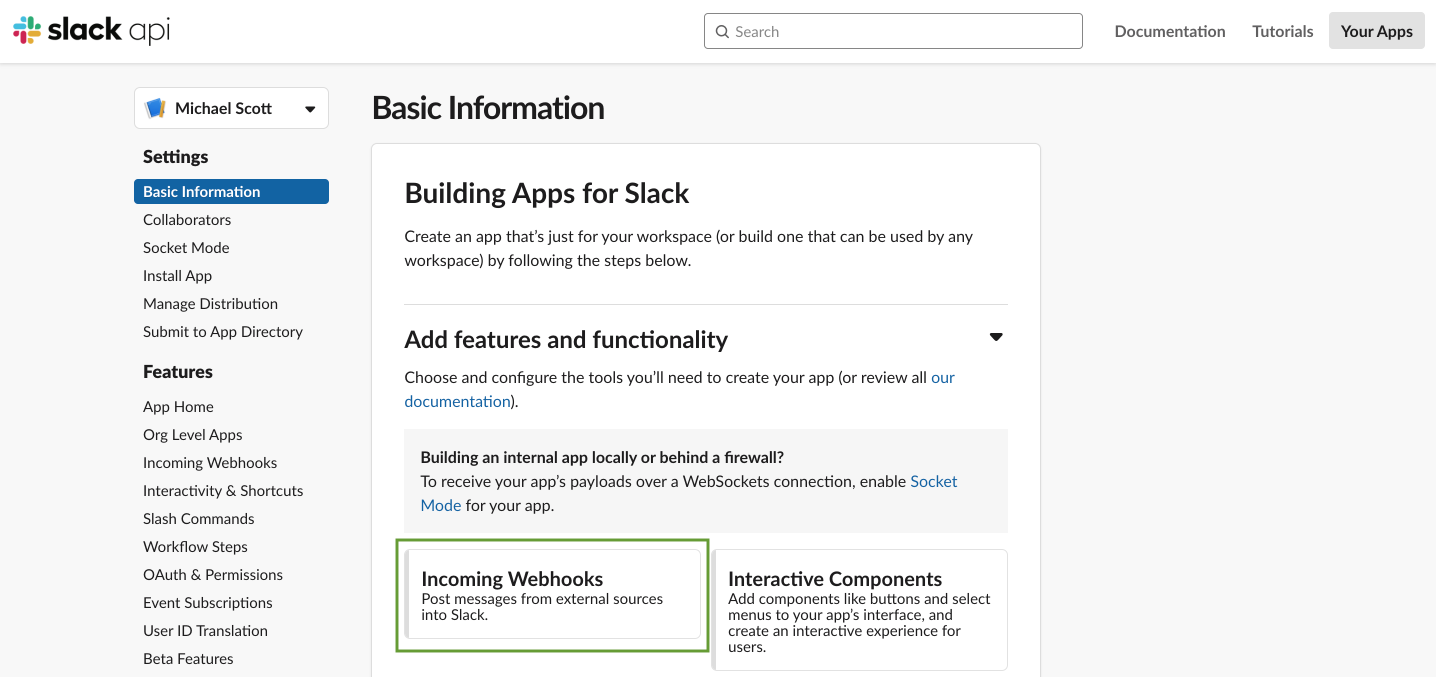 slack api
Search
Documentation
Tutorials
Your Apps
Michael Scott
Settings
Basic Information
Collaborators
Socket Mode
Install App
Manage Distribution
Submit to App Directory
Features
App Home
Org Level Apps
Incoming Webhooks
Interactivity & Shortcuts
Slash Commands
Workflow Steps
OAuth & Permissions
Event Subscriptions
User ID Translation
Beta Features
Basic Information
Building Apps for Slack
Create an app that’s just for your workspace (or build one that can be used by any
workspace) by following the steps below.
Add features and functionality
Choose and configure the tools you’ll need to create your app (or review all our
documentation).
Building an internal app locally or behind a firewall?
To receive your app’s payloads over a WebSockets connection, enable Socket
Mode for your app.
Incoming Webhooks
Post messages from external sources
into Slack.
Interactive Components
Add components like buttons and select
menus to your app’s interface, and
create an interactive experience for
users.